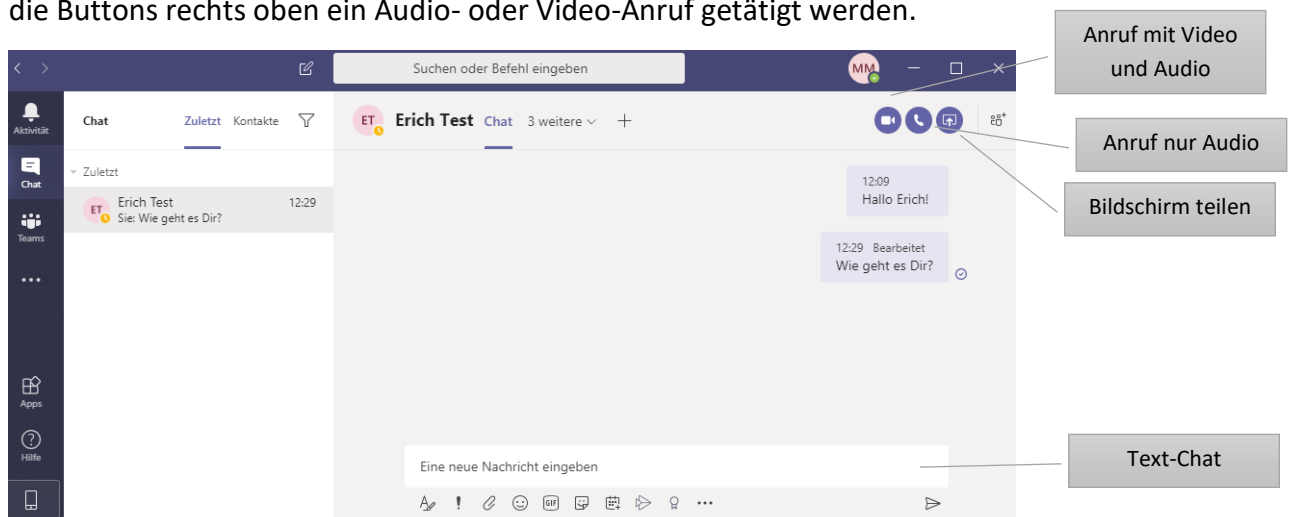 die Buttons rechts oben ein Audio- oder Video-Anruf getätigt werden.
Anruf mit Video
und Audio
Suchen oder Befehl eingeben
MM
Aktivität
Chat
Zuletzt Kontakte
ET Erich Test Chat 3 weitere
Anruf nur Audio
Chat
Zuletzt
ET Erich Test 12:29
Sie: Wie geht es Dir?
12:09
Hallo Erich!
Bildschirm teilen
Teams
12:29 Bearbeitet
Wie geht es Dir?
Apps
Hilfe
Eine neue Nachricht eingeben
Text-Chat
GIF